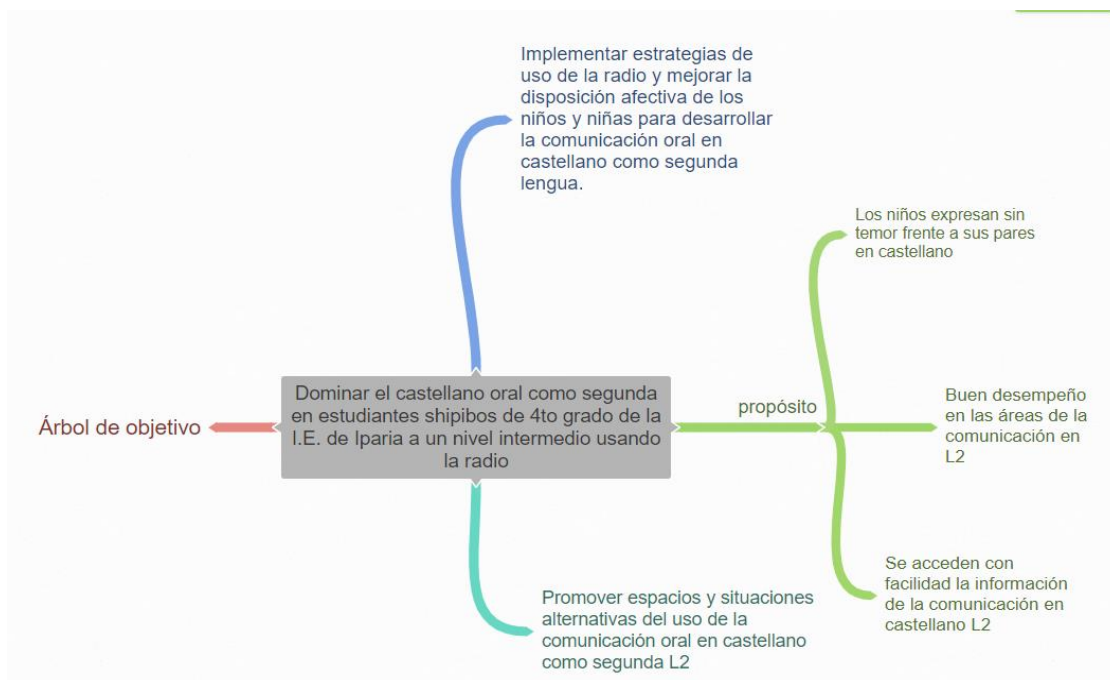 Implementar estrategias de
uso de la radio y mejorar la
disposición afectiva de los
niños y niñas para desarrollar
la comunicación oral en
castellano como segunda
lengua.
Los niños expresan sin
temor frente a sus pares
en castellano
Árbol de objetivo
Dominar el castellano oral como segunda
en estudiantes shipibos de 4to grado de la
I.E. de Iparia a un nivel intermedio usando
la radio
propósito
Buen desempeño
en las áreas de la
comunicación en
L2
Se acceden con
facilidad la información
de la comunicación en
castellano L2
Promover espacios y situaciones
alternativas del uso de la
comunicación oral en castellano
como segunda L2